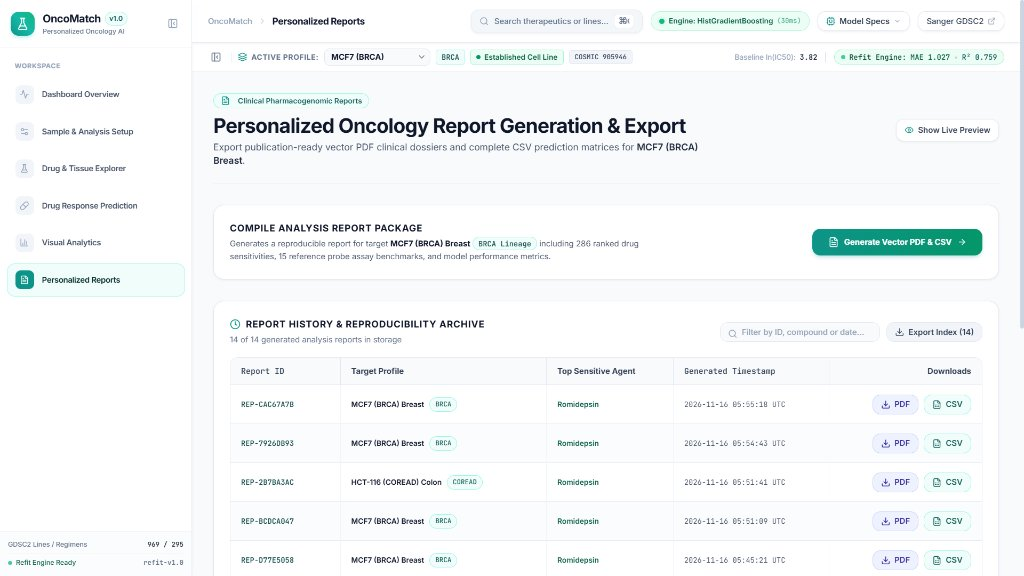 OncoMatch v1.0
Personalized Oncology AI
WORKSPACE
Dashboard Overview
Sample & Analysis Setup
Drug & Tissue Explorer
Drug Response Prediction
Visual Analytics
Personalized Reports
GDSC2 Lines / Regimens 969 / 295
Refit Engine Ready refit-v1.0
OncoMatch > Personalized Reports
Search therapeutics or lines... ⌘K
Engine: HistGradientBoosting (30ms)
Model Specs
Sanger GDSC2
ACTIVE PROFILE: MCF7 (BRCA) BRCA Established Cell Line COSMIC 905946
Baseline ln(IC50): 3.82 Refit Engine: MAE 1.027 · R² 0.759
Clinical Pharmacogenomic Reports
Personalized Oncology Report Generation & Export
Export publication-ready vector PDF clinical dossiers and complete CSV prediction matrices for MCF7 (BRCA)
Breast.
Show Live Preview
COMPILE ANALYSIS REPORT PACKAGE
Generates a reproducible report for target MCF7 (BRCA) Breast BRCA Lineage including 286 ranked drug
sensitivities, 15 reference probe assay benchmarks, and model performance metrics.
Generate Vector PDF & CSV →
REPORT HISTORY & REPRODUCIBILITY ARCHIVE
14 of 14 generated analysis reports in storage
Filter by ID, compound or date...
Export Index (14)
Report ID Target Profile Top Sensitive Agent Generated Timestamp Downloads
REP-CAC67A7B MCF7 (BRCA) Breast BRCA Romidepsin 2026-11-16 05:55:18 UTC PDF CSV
REP-7926DB93 MCF7 (BRCA) Breast BRCA Romidepsin 2026-11-16 05:54:43 UTC PDF CSV
REP-2B7BA3AC HCT-116 (COREAD) Colon COREAD Romidepsin 2026-11-16 05:51:41 UTC PDF CSV
REP-BCDCA047 MCF7 (BRCA) Breast BRCA Romidepsin 2026-11-16 05:51:09 UTC PDF CSV
REP-D77E5058 MCF7 (BRCA) Breast BRCA Romidepsin 2026-11-16 05:45:21 UTC PDF CSV